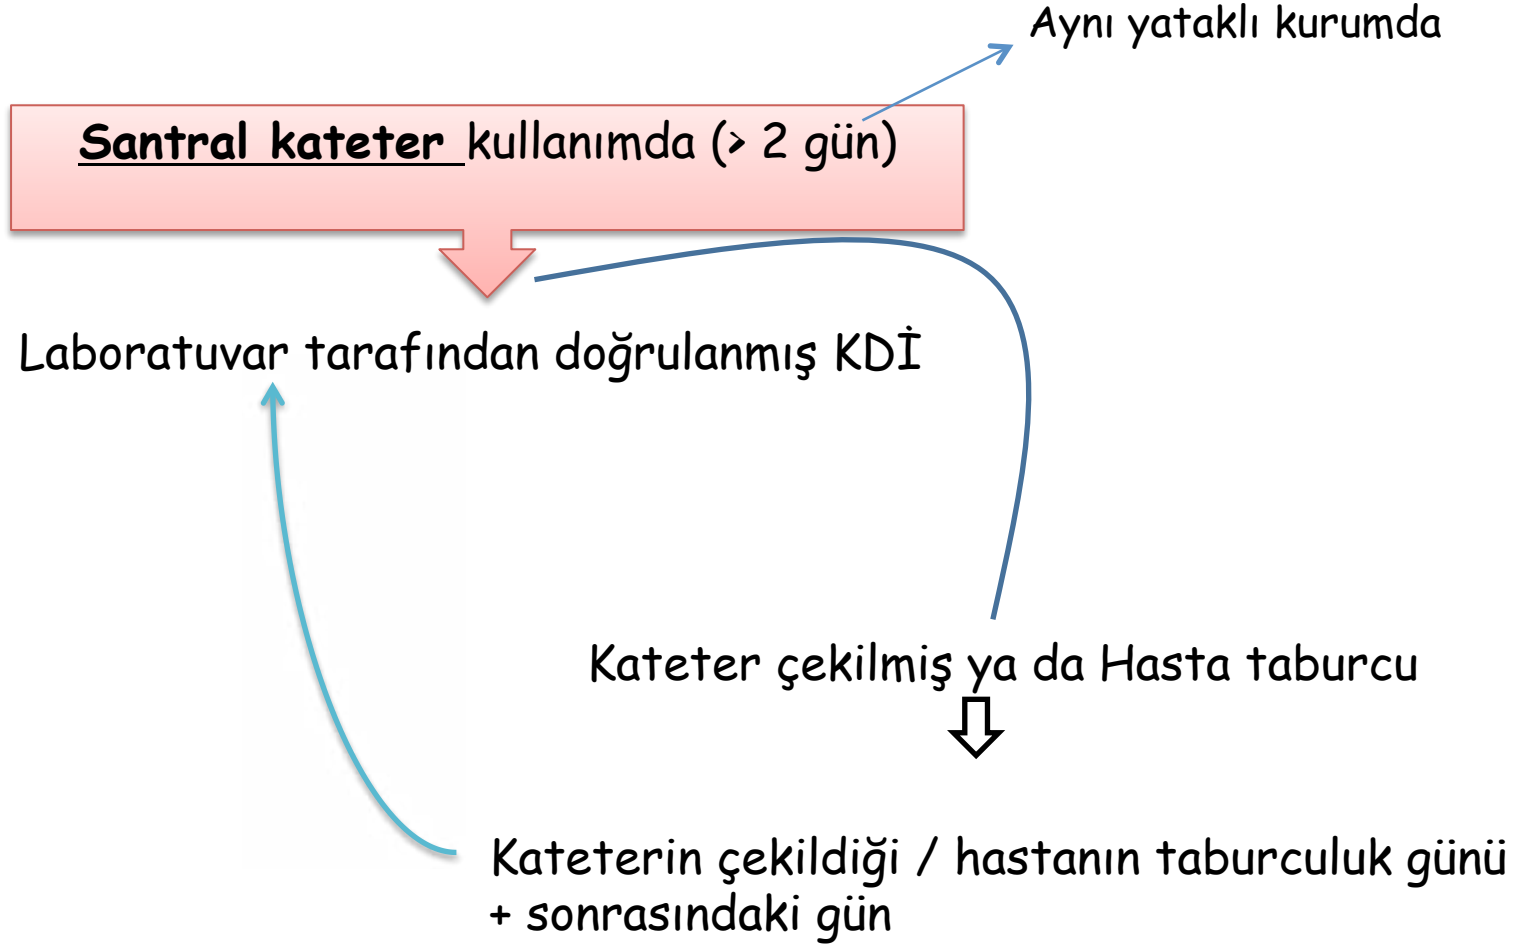 Aynı yataklı kurumda
Santral kateter kullanımda (> 2 gün)
Laboratuvar tarafından doğrulanmış KDİ
Kateter çekilmiş ya da Hasta taburcu
Kateterin çekildiği / hastanın taburculuk günü
+ sonrasındaki gün